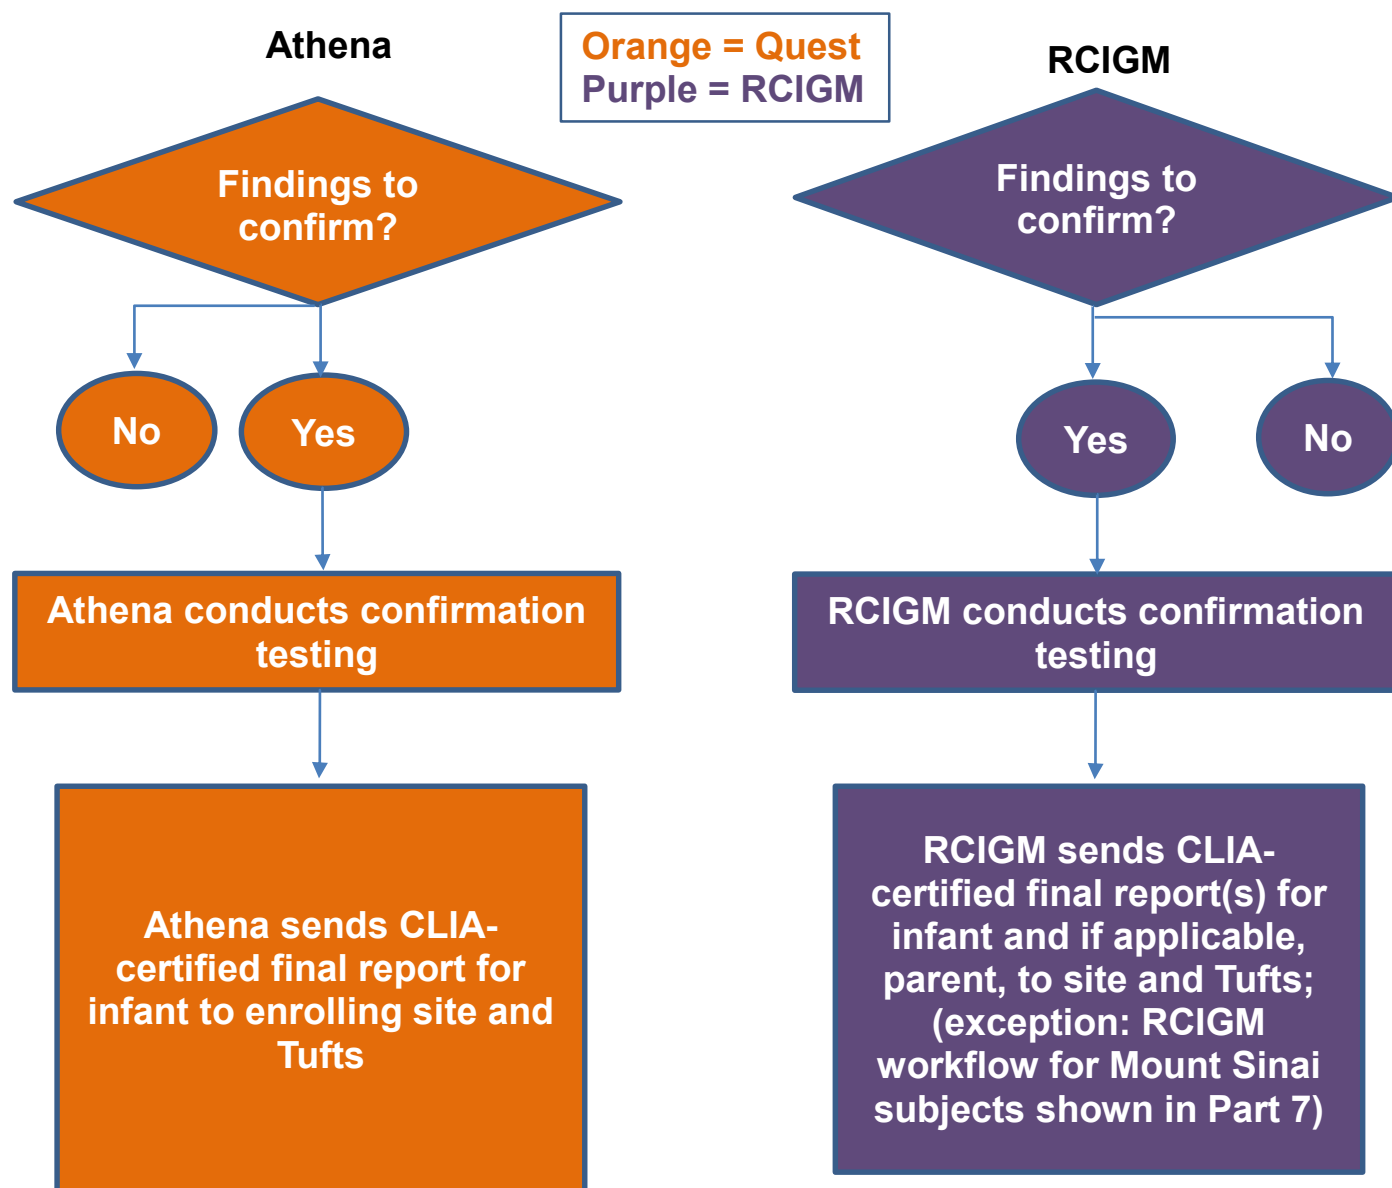 Athena
Orange = Quest
Purple = RCIGM
RCIGM
Findings to
confirm?
No
Yes
Athena conducts confirmation
testing
Athena sends CLIA-
certified final report for
infant to enrolling site and
Tufts
Findings to
confirm?
Yes
No
RCIGM conducts confirmation
testing
RCIGM sends CLIA-
certified final report(s) for
infant and if applicable,
parent, to site and Tufts;
(exception: RCIGM
workflow for Mount Sinai
subjects shown in Part 7)